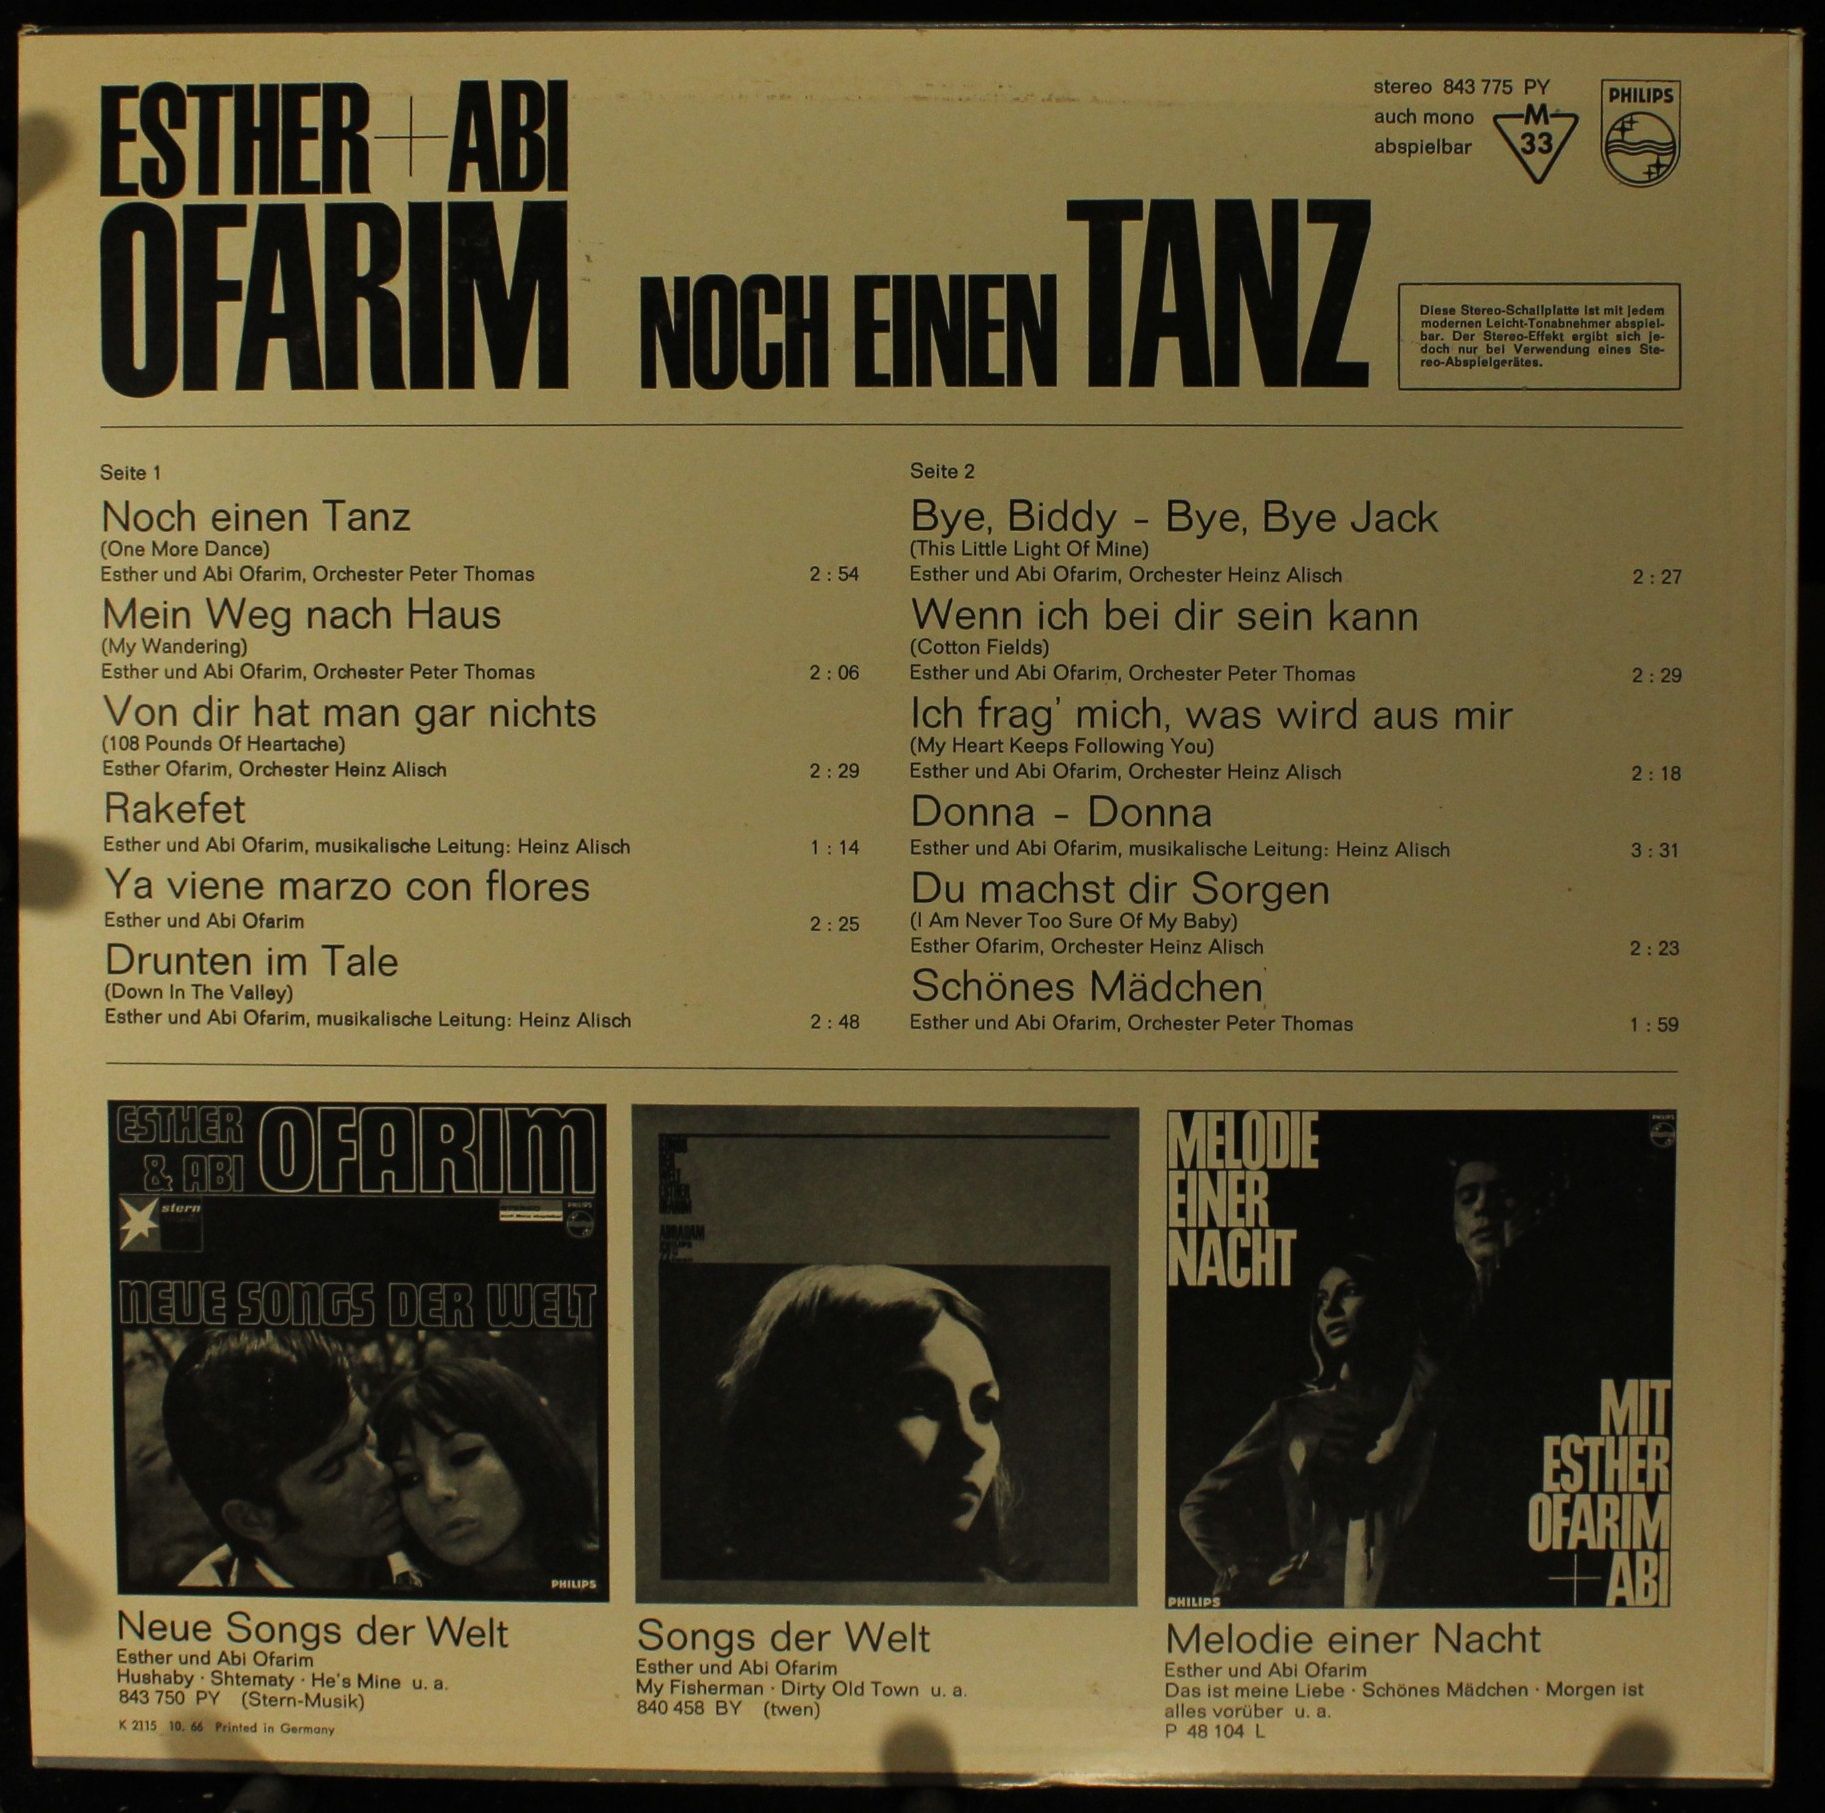 ESTHER+ABI
OFARIM
NOCH EINEN TANZ
stereo 843 775 PY
auch mono
abspielbar
M
33
PHILIPS
Diese Stereo-Schallplatte ist mit jedem
modernen Leicht-Tonabnehmer abspiel-
bar. Der Stereo-Effekt ergibt sich je-
doch nur bei Verwendung eines Ste-
reo-Abspielgerätes.
Seite 1
Noch einen Tanz
(One More Dance)
Esther und Abi Ofarim, Orchester Peter Thomas 2 : 54
Mein Weg nach Haus
(My Wandering)
Esther und Abi Ofarim, Orchester Peter Thomas 2 : 06
Von dir hat man gar nichts
(108 Pounds Of Heartache)
Esther Ofarim, Orchester Heinz Alisch 2 : 29
Rakefet
Esther und Abi Ofarim, musikalische Leitung: Heinz Alisch 1 : 14
Ya viene marzo con flores
Esther und Abi Ofarim 2 : 25
Drunten im Tale
(Down In The Valley)
Esther und Abi Ofarim, musikalische Leitung: Heinz Alisch 2 : 48
Seite 2
Bye, Biddy - Bye, Bye Jack
(This Little Light Of Mine)
Esther und Abi Ofarim, Orchester Heinz Alisch 2 : 27
Wenn ich bei dir sein kann
(Cotton Fields)
Esther und Abi Ofarim, Orchester Peter Thomas 2 : 29
Ich frag' mich, was wird aus mir
(My Heart Keeps Following You)
Esther und Abi Ofarim, Orchester Heinz Alisch 2 : 18
Donna - Donna
Esther und Abi Ofarim, musikalische Leitung: Heinz Alisch 3 : 31
Du machst dir Sorgen
(I Am Never Too Sure Of My Baby)
Esther Ofarim, Orchester Heinz Alisch 2 : 23
Schönes Mädchen
Esther und Abi Ofarim, Orchester Peter Thomas 1 : 59
ESTHER
& ABI OFARIM
stern
PHILIPS
NEUE SONGS DER WELT
PHILIPS
Neue Songs der Welt
Esther und Abi Ofarim
Hushaby · Shtematy · He's Mine u. a.
843 750 PY (Stern-Musik)
K 2115 10. 66 Printed in Germany
SONGS
DER
WELT
ESTHER
OFARIM
ABRAHAM
Songs der Welt
Esther und Abi Ofarim
My Fisherman · Dirty Old Town u. a.
840 458 BY (twen)
MELODIE
EINER
NACHT
PHILIPS
MIT
ESTHER
OFARIM
+ABI
PHILIPS
Melodie einer Nacht
Esther und Abi Ofarim
Das ist meine Liebe · Schönes Mädchen · Morgen ist
alles vorüber u. a.
P 48 104 L